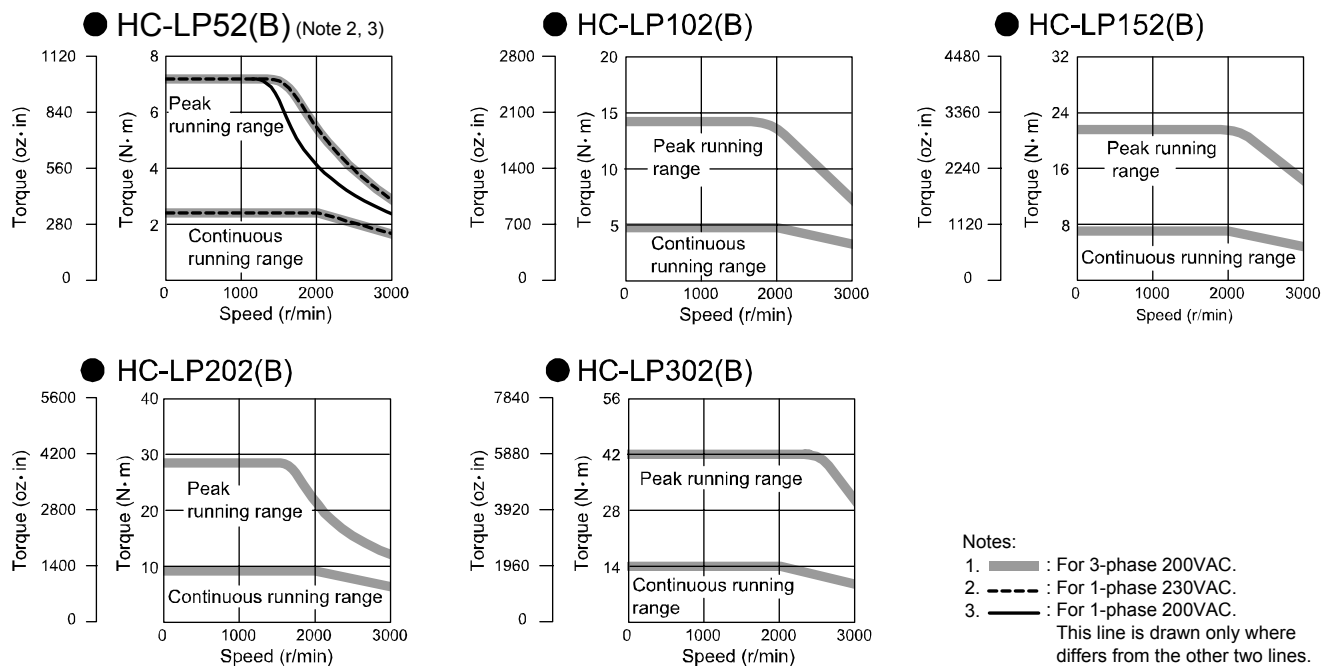 ● HC-LP52(B) (Note 2, 3)
Torque (oz·in)
1120
840
560
280
0
Torque (N·m)
8
6
4
2
Peak
running range
Continuous
running range
0 1000 2000 3000
Speed (r/min)
● HC-LP102(B)
Torque (oz·in)
2800
2100
1400
700
0
Torque (N·m)
20
15
10
5
Peak running
range
Continuous
running range
0 1000 2000 3000
Speed (r/min)
● HC-LP152(B)
Torque (oz·in)
4480
3360
2240
1120
0
Torque (N·m)
32
24
16
8
Peak running
range
Continuous running range
0 1000 2000 3000
Speed (r/min)
● HC-LP202(B)
Torque (oz·in)
5600
4200
2800
1400
0
Torque (N·m)
40
30
20
10
Peak
running range
Continuous running range
0 1000 2000 3000
Speed (r/min)
● HC-LP302(B)
Torque (oz·in)
7840
5880
3920
1960
0
Torque (N·m)
56
42
28
14
Peak running range
Continuous running
range
0 1000 2000 3000
Speed (r/min)
Notes:
1. : For 3-phase 200VAC.
2. : For 1-phase 230VAC.
3. : For 1-phase 200VAC.
This line is drawn only where
differs from the other two lines.